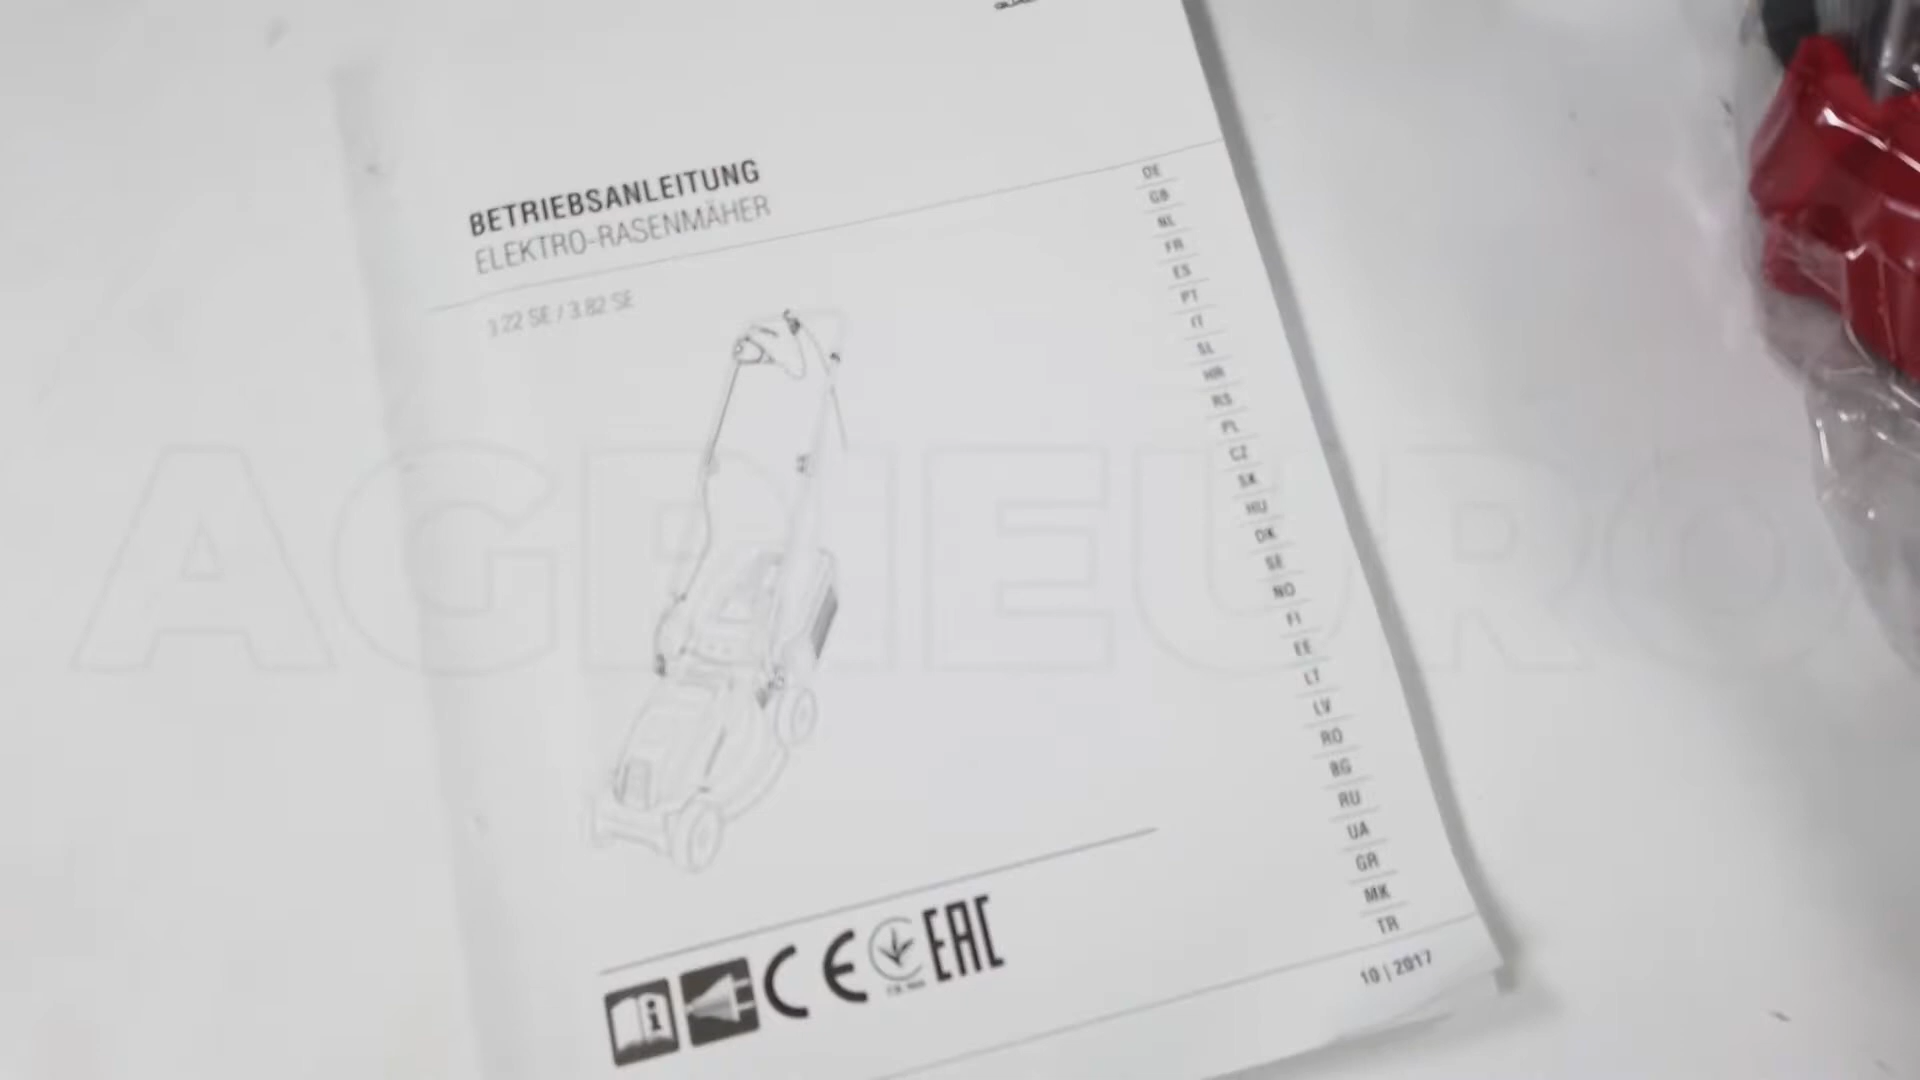 BETRIEBSANLEITUNG
ELEKTRO-RASENMÄHER
3.22 SE / 3.82 SE
DE
GB
NL
FR
ES
PT
IT
SL
HR
RS
PL
CZ
SK
HU
DK
SE
NO
FI
EE
LT
LV
RO
BG
RU
UA
GR
MK
TR
AGRIEURO
i
CE
EAC
10 | 2017